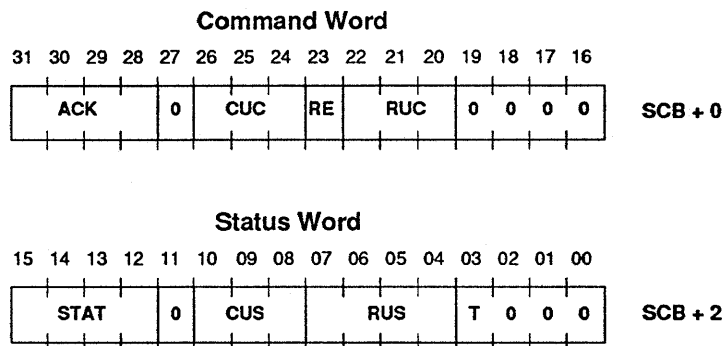 Command Word
31 30 29 28 27 26 25 24 23 22 21 20 19 18 17 16
ACK 0 CUC RE RUC 0 0 0 0 SCB + 0
Status Word
15 14 13 12 11 10 09 08 07 06 05 04 03 02 01 00
STAT 0 CUS RUS T 0 0 0 SCB + 2